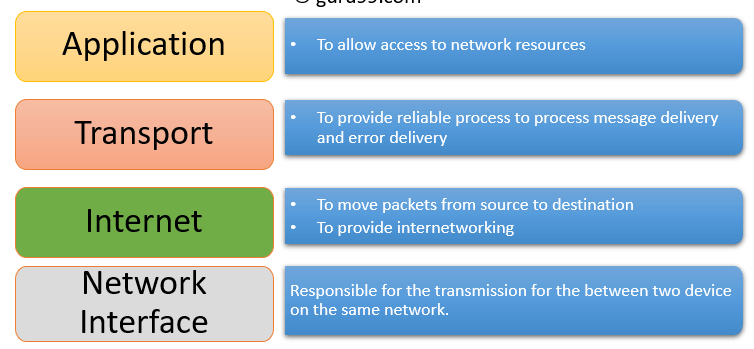 © guru99.com
Application
• To allow access to network resources
Transport
• To provide reliable process to process message delivery
and error delivery
Internet
• To move packets from source to destination
• To provide internetworking
Network
Interface
Responsible for the transmission for the between two device
on the same network.